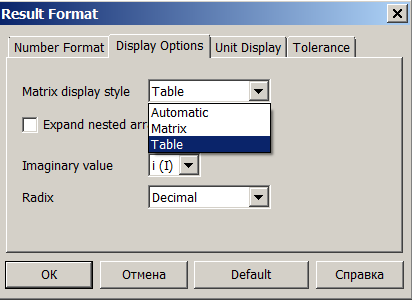 Result Format
Number Format Display Options Unit Display Tolerance
Matrix display style Table
Automatic
Expand nested arr
Matrix
Table
Imaginary value i (I)
Radix Decimal
OK Отмена Default Справка